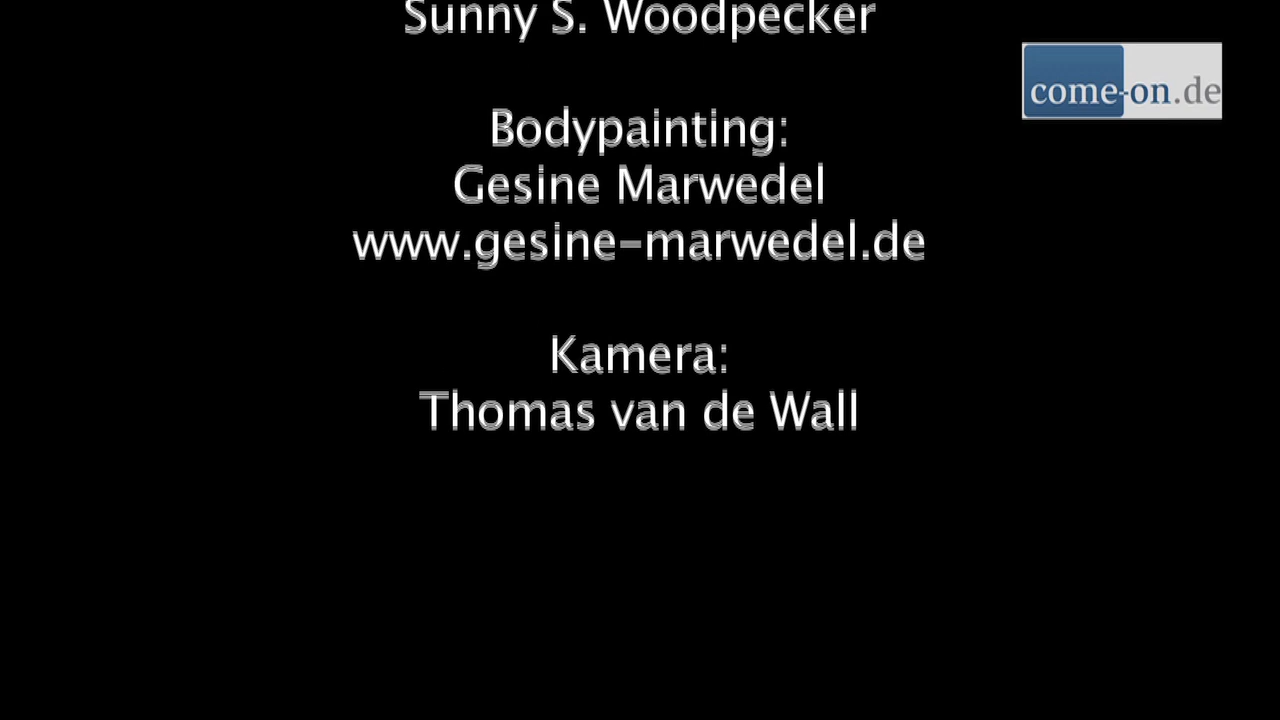 Sunny S. Woodpecker
come-on.de
Bodypainting:
Gesine Marwedel
www.gesine-marwedel.de
Kamera:
Thomas van de Wall